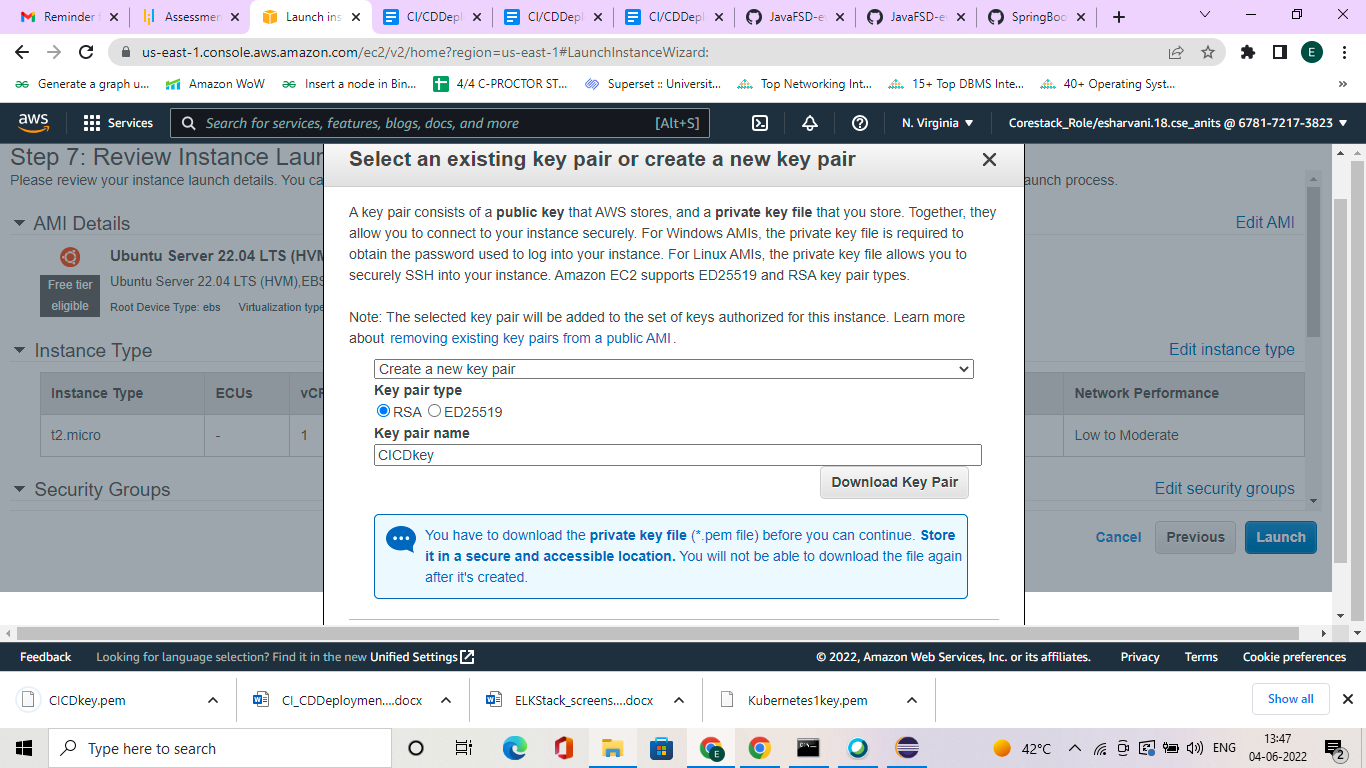 Reminder f
Assessmen
Launch ins
CI/CDDepl
CI/CDDepl
CI/CDDepl
JavaFSD-e
JavaFSD-e
SpringBoo
us-east-1.console.aws.amazon.com/ec2/v2/home?region=us-east-1#LaunchInstanceWizard:
E
Generate a graph u...
Amazon WoW
Insert a node in Bin...
4/4 C-PROCTOR ST...
Superset :: Universit...
Top Networking Int...
15+ Top DBMS Inte...
40+ Operating Syst...
»
aws
Services
Search for services, features, blogs, docs, and more
[Alt+S]
N. Virginia
Corestack_Role/esharvani.18.cse_anits @ 6781-7217-3823
Step 7: Review Instance Laun
Please review your instance launch details. You ca
aunch process.
AMI Details
Edit AMI
Ubuntu Server 22.04 LTS (HVM
Free tier
eligible
Ubuntu Server 22.04 LTS (HVM),EBS
Root Device Type: ebs Virtualization type
Instance Type
Edit instance type
Instance Type
ECUs
vCP
Network Performance
t2.micro
-
1
Low to Moderate
Security Groups
Edit security groups
Cancel
Previous
Launch
Select an existing key pair or create a new key pair
A key pair consists of a public key that AWS stores, and a private key file that you store. Together, they
allow you to connect to your instance securely. For Windows AMIs, the private key file is required to
obtain the password used to log into your instance. For Linux AMIs, the private key file allows you to
securely SSH into your instance. Amazon EC2 supports ED25519 and RSA key pair types.
Note: The selected key pair will be added to the set of keys authorized for this instance. Learn more
about removing existing key pairs from a public AMI .
Create a new key pair
Key pair type
RSA ED25519
Key pair name
CICDkey
Download Key Pair
You have to download the private key file (*.pem file) before you can continue. Store
it in a secure and accessible location. You will not be able to download the file again
after it's created.
Feedback
Looking for language selection? Find it in the new Unified Settings
© 2022, Amazon Web Services, Inc. or its affiliates.
Privacy
Terms
Cookie preferences
CICDkey.pem
CI_CDDeploymen....docx
ELKStack_screens....docx
Kubernetes1key.pem
Show all
Type here to search
E
42°C
ENG
13:47
04-06-2022
2